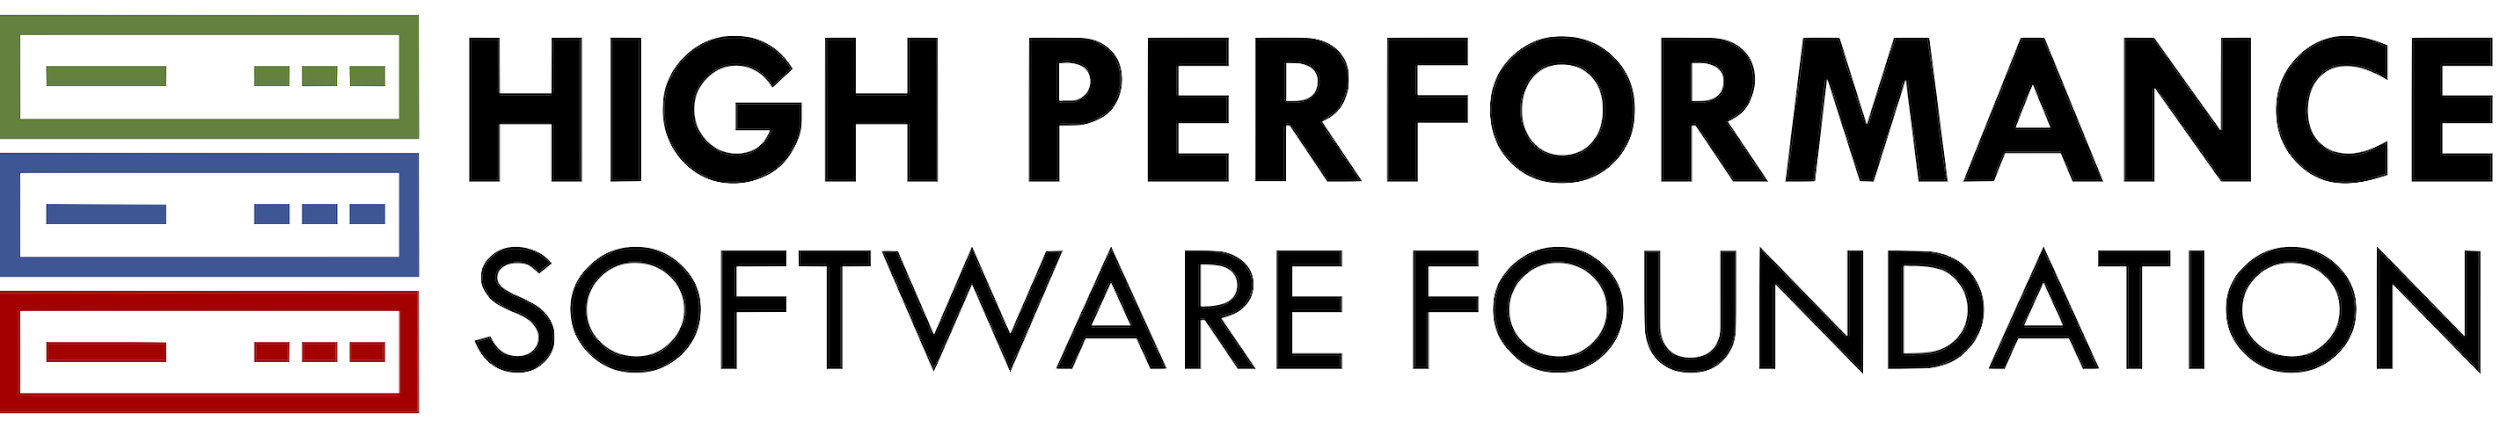 HIGH PERFORMANCE
SOFTWARE FOUNDATION